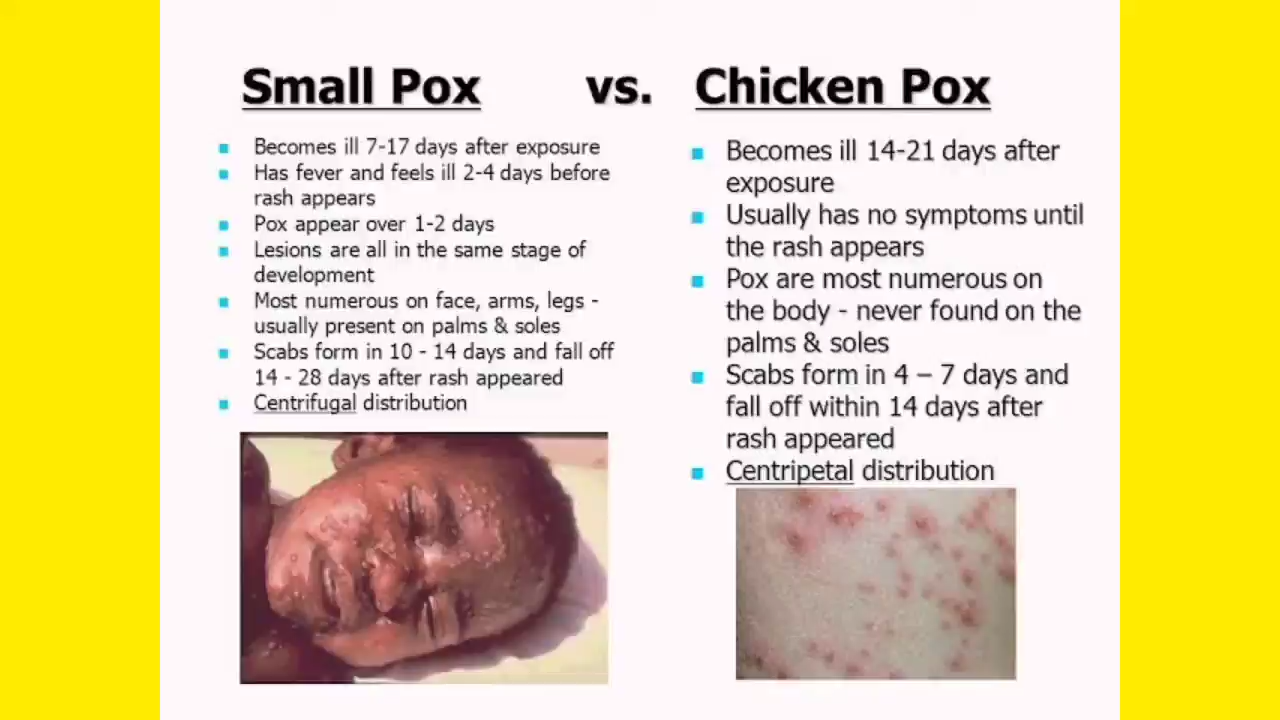 Small Pox vs. Chicken Pox
Becomes ill 7-17 days after exposure
Has fever and feels ill 2-4 days before
rash appears
Pox appear over 1-2 days
Lesions are all in the same stage of
development
Most numerous on face, arms, legs -
usually present on palms & soles
Scabs form in 10 - 14 days and fall off
14 - 28 days after rash appeared
Centrifugal distribution
Becomes ill 14-21 days after
exposure
Usually has no symptoms until
the rash appears
Pox are most numerous on
the body - never found on the
palms & soles
Scabs form in 4 – 7 days and
fall off within 14 days after
rash appeared
Centripetal distribution